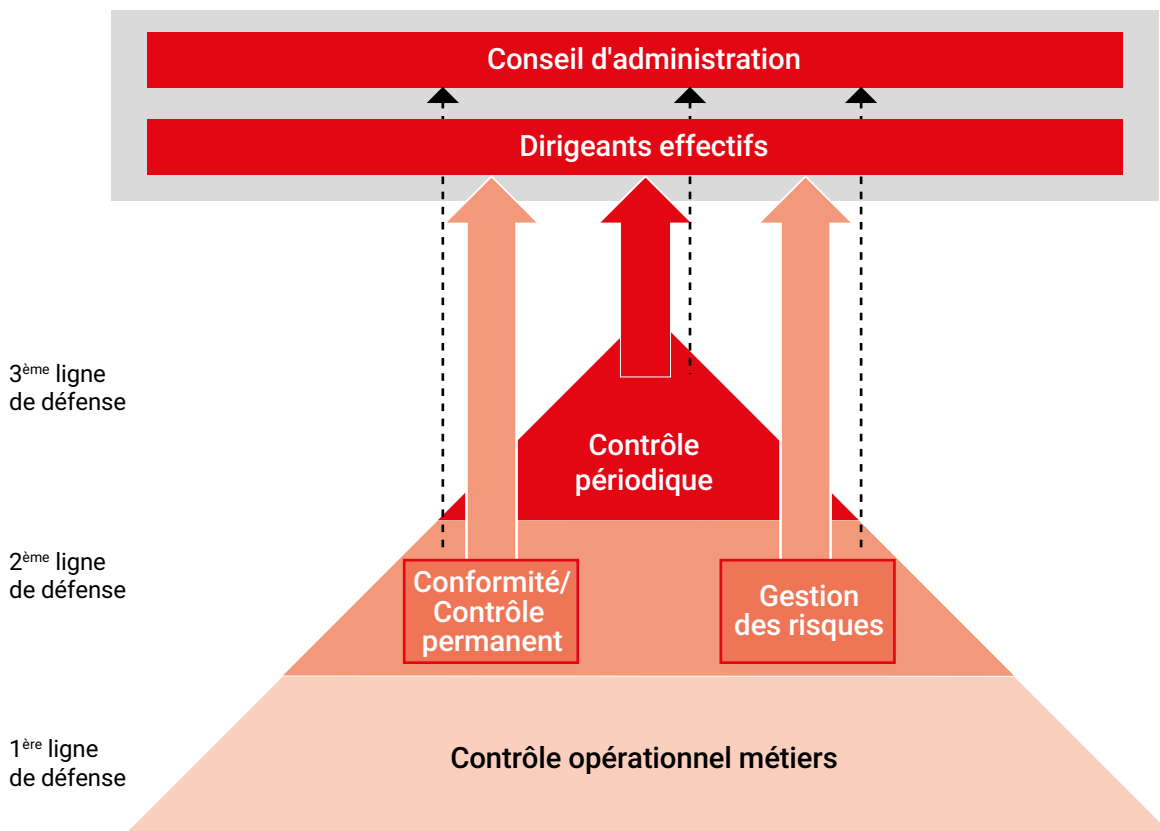 Conseil d'administration
Dirigeants effectifs
3ème ligne
de défense
Contrôle
périodique
2ème ligne
de défense
Conformité/
Contrôle
permanent
Gestion
des risques
1ère ligne
de défense
Contrôle opérationnel métiers